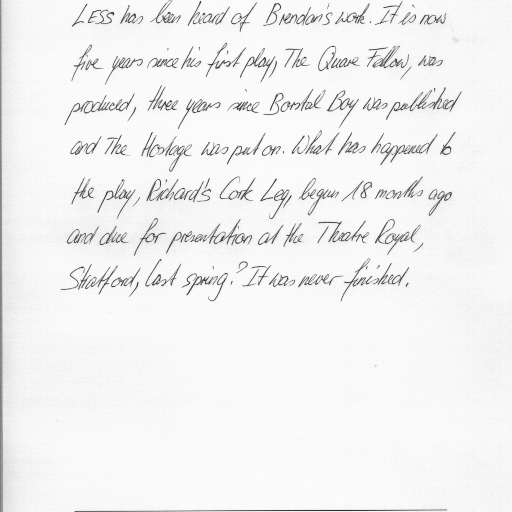 LESS has been heard of Brendan's work. It is now
five years since his first play, The Quare Fellow, was
produced, three years since Borstal Boy was published
and The Hostage was put on. What has happened to
the play, Richard's Cork Leg, begun 18 months ago
and due for presentation at the Theatre Royal,
Stratford, last spring? It was never finished.